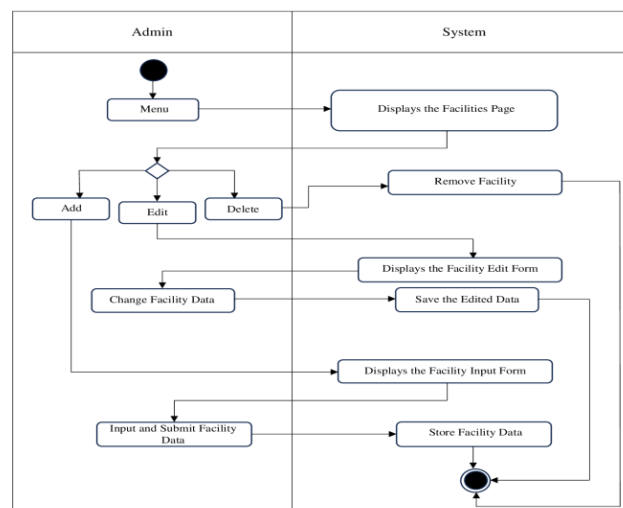 Admin
System
Menu
Displays the Facilities Page
Remove Facility
Add
Edit
Delete
Displays the Facility Edit Form
Change Facility Data
Save the Edited Data
Displays the Facility Input Form
Input and Submit Facility
Data
Store Facility Data